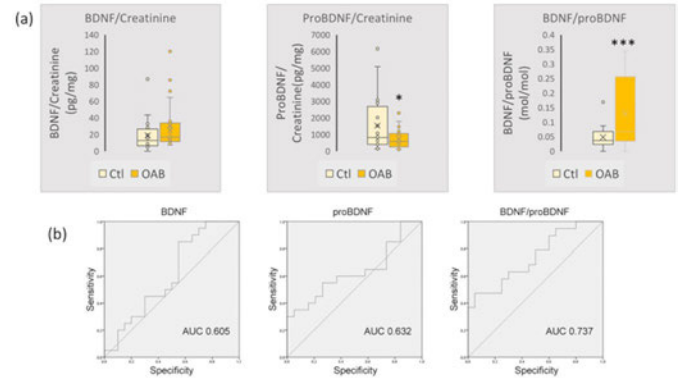 (a)
BDNF/Creatinine
BDNF/Creatinine
(pg/mg)
140
120
100
80
60
40
20
0
Ctl OAB
ProBDNF/Creatinine
ProBDNF/
Creatinine(pg/mg)
7000
6000
5000
4000
3000
2000
1000
0
*
Ctl OAB
BDNF/proBDNF
BDNF/proBDNF
(mol/mol)
0.4
0.35
0.3
0.25
0.2
0.15
0.1
0.05
0
***
Ctl OAB
(b)
BDNF
Sensitivity
AUC 0.605
Specificity
proBDNF
Sensitivity
AUC 0.632
Specificity
BDNF/proBDNF
Sensitivity
AUC 0.737
Specificity